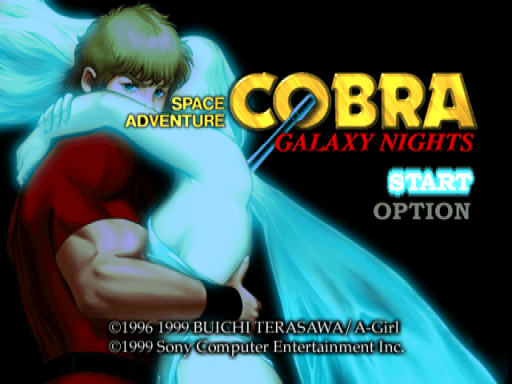 SPACE
ADVENTURE
COBRA
GALAXY NIGHTS
START
OPTION
©1996 1999 BUICHI TERASAWA/A-Girl
©1999 Sony Computer Entertainment Inc.